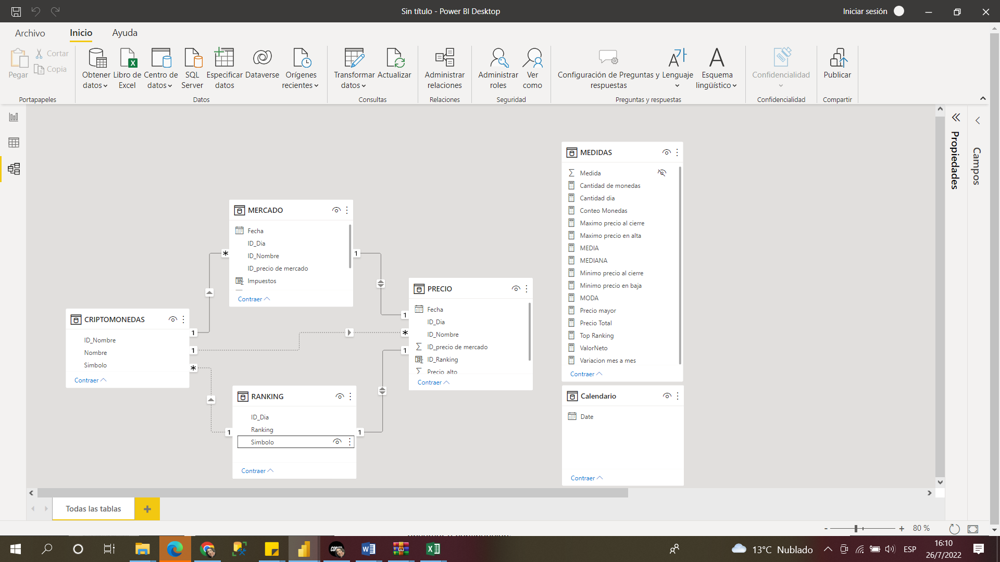 Sin título - Power BI Desktop
Iniciar sesión
Archivo
Inicio
Ayuda
Pegar
Cortar
Copia
Portapapeles
Obtener datos
Libro de Excel
Centro de datos
SQL Server
Especificar datos
Dataverse
Orígenes recientes
Datos
Transformar datos
Actualizar
Consultas
Administrar relaciones
Relaciones
Administrar roles
Ver como
Seguridad
Configuración de Preguntas y respuestas
Lenguaje
Esquema lingüístico
Preguntas y respuestas
Confidencialidad
Confidencialidad
Publicar
Compartir
Propiedades
Campos
MEDIDAS
Medida
Cantidad de monedas
Cantidad dia
Conteo Monedas
Maximo precio al cierre
Maximo precio en alta
MEDIA
MEDIANA
Minimo precio al cierre
Minimo precio en baja
MODA
Precio mayor
Precio Total
Top Ranking
ValorNeto
Variacion mes a mes
Contraer
MERCADO
Fecha
ID_Dia
ID_Nombre
ID_precio de mercado
Impuestos
Contraer
*
1
PRECIO
Fecha
ID_Dia
ID_Nombre
ID_precio de mercado
ID_Ranking
Precio_alto
Contraer
1
*
1
CRIPTOMONEDAS
ID_Nombre
Nombre
Simbolo
Contraer
1
1
*
RANKING
ID_Dia
Ranking
Simbolo
Contraer
1
1
Calendario
Date
Contraer
Todas las tablas
+
- + 80 %
13°C Nublado
ESP
16:10
26/7/2022